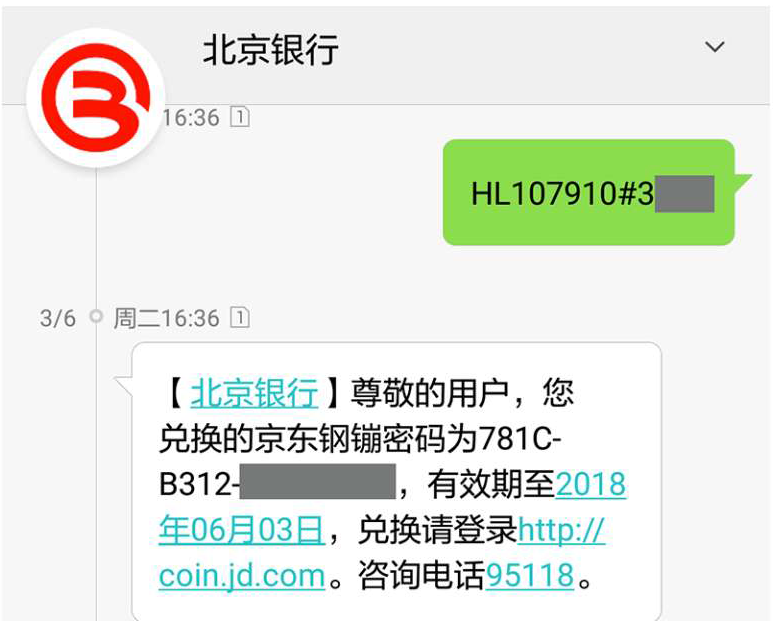 北京银行
16:36 1
HL107910#3
3/6 周二16:36 1
【北京银行】尊敬的用户，您
兑换的京东钢镚密码为781C-
B312-，有效期至2018
年06月03日，兑换请登录http://
coin.jd.com。咨询电话95118。